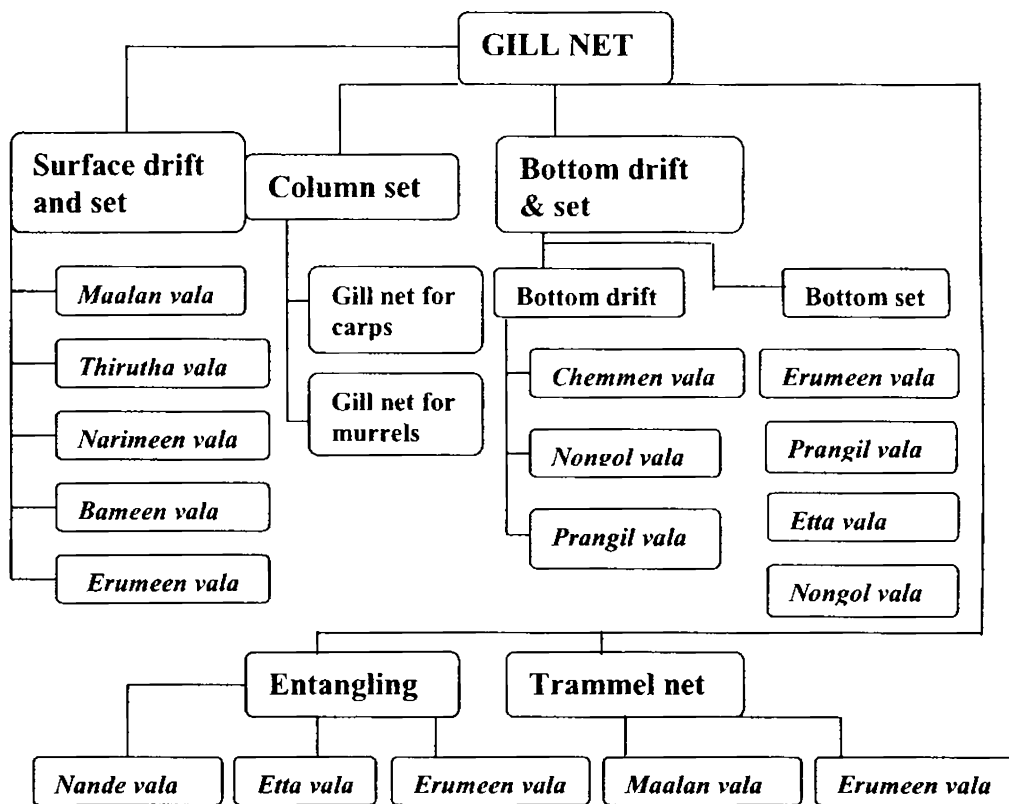 GILL NET
Surface drift
and set
Column set
Bottom drift
& set
Maalan vala
Thirutha vala
Narimeen vala
Bameen vala
Erumeen vala
Gill net for
carps
Gill net for
murrels
Bottom drift
Bottom set
Chemmen vala
Nongol vala
Prangil vala
Erumeen vala
Prangil vala
Etta vala
Nongol vala
Entangling
Trammel net
Nande vala
Etta vala
Erumeen vala
Maalan vala
Erumeen vala